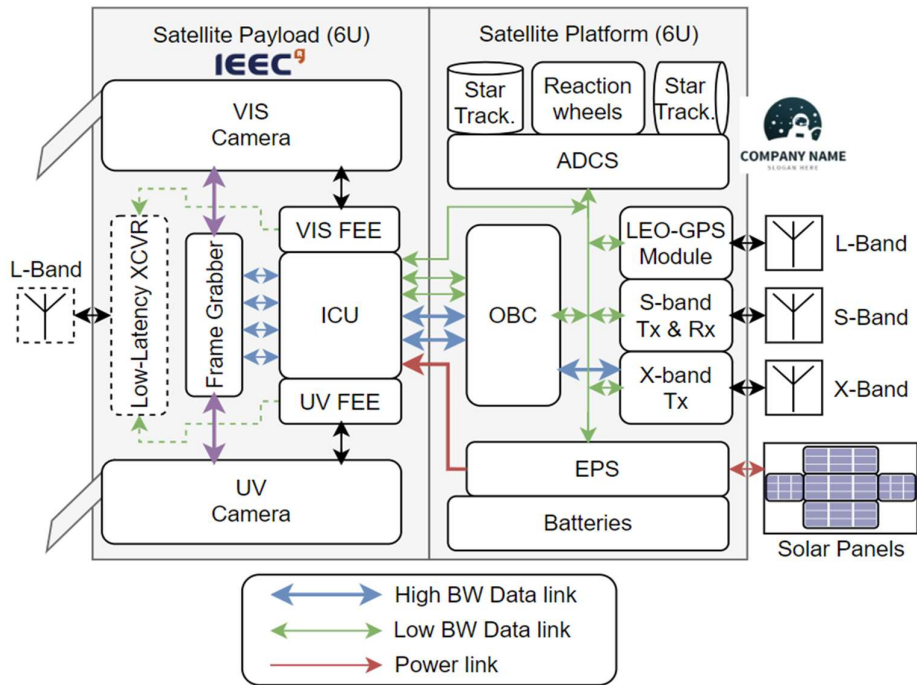 Satellite Payload (6U)
IEEC
Satellite Platform (6U)
VIS
Camera
Star
Track.
Reaction
wheels
Star
Track.
ADCS
COMPANY NAME
SLOGAN HERE
L-Band
Low-Latency XCVR
Frame Grabber
VIS FEE
ICU
UV FEE
OBC
LEO-GPS
Module
L-Band
S-band
Tx & Rx
S-Band
X-band
Tx
X-Band
UV
Camera
EPS
Batteries
Solar Panels
High BW Data link
Low BW Data link
Power link